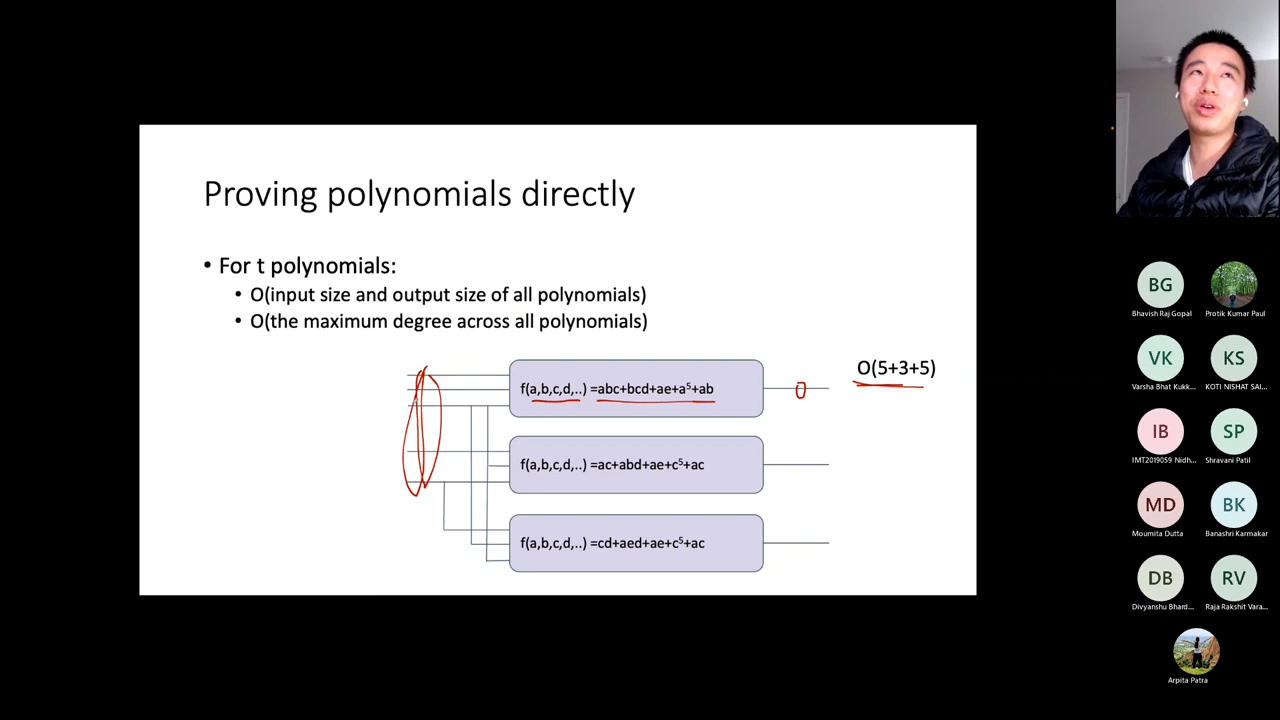 Proving polynomials directly
• For t polynomials:
• O(input size and output size of all polynomials)
• O(the maximum degree across all polynomials)
O(5+3+5)
f(a,b,c,d,..) =abc+bcd+ae+a⁵+ab
0
f(a,b,c,d,..) =ac+abd+ae+c⁵+ac
f(a,b,c,d,..) =cd+aed+ae+c⁵+ac
BG
Bhavish Raj Gopal
Protik Kumar Paul
VK
KS
Varsha Bhat Kukk...
KOTI NISHAT SAI...
IB
SP
IMT2019059 Nidh...
Shravani Patil
MD
BK
Moumita Dutta
Banashri Karmakar
DB
RV
Divyanshu Bhard...
Raja Rakshit Vara...
Arpita Patra